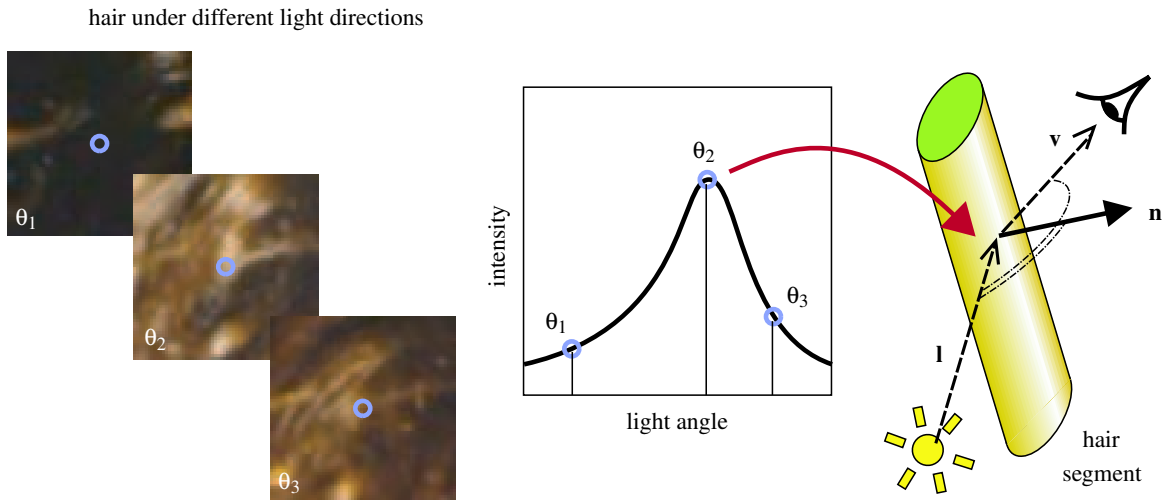 hair under different light directions
θ1
θ2
θ3
intensity
θ1
θ2
θ3
light angle
v
n
l
hair
segment